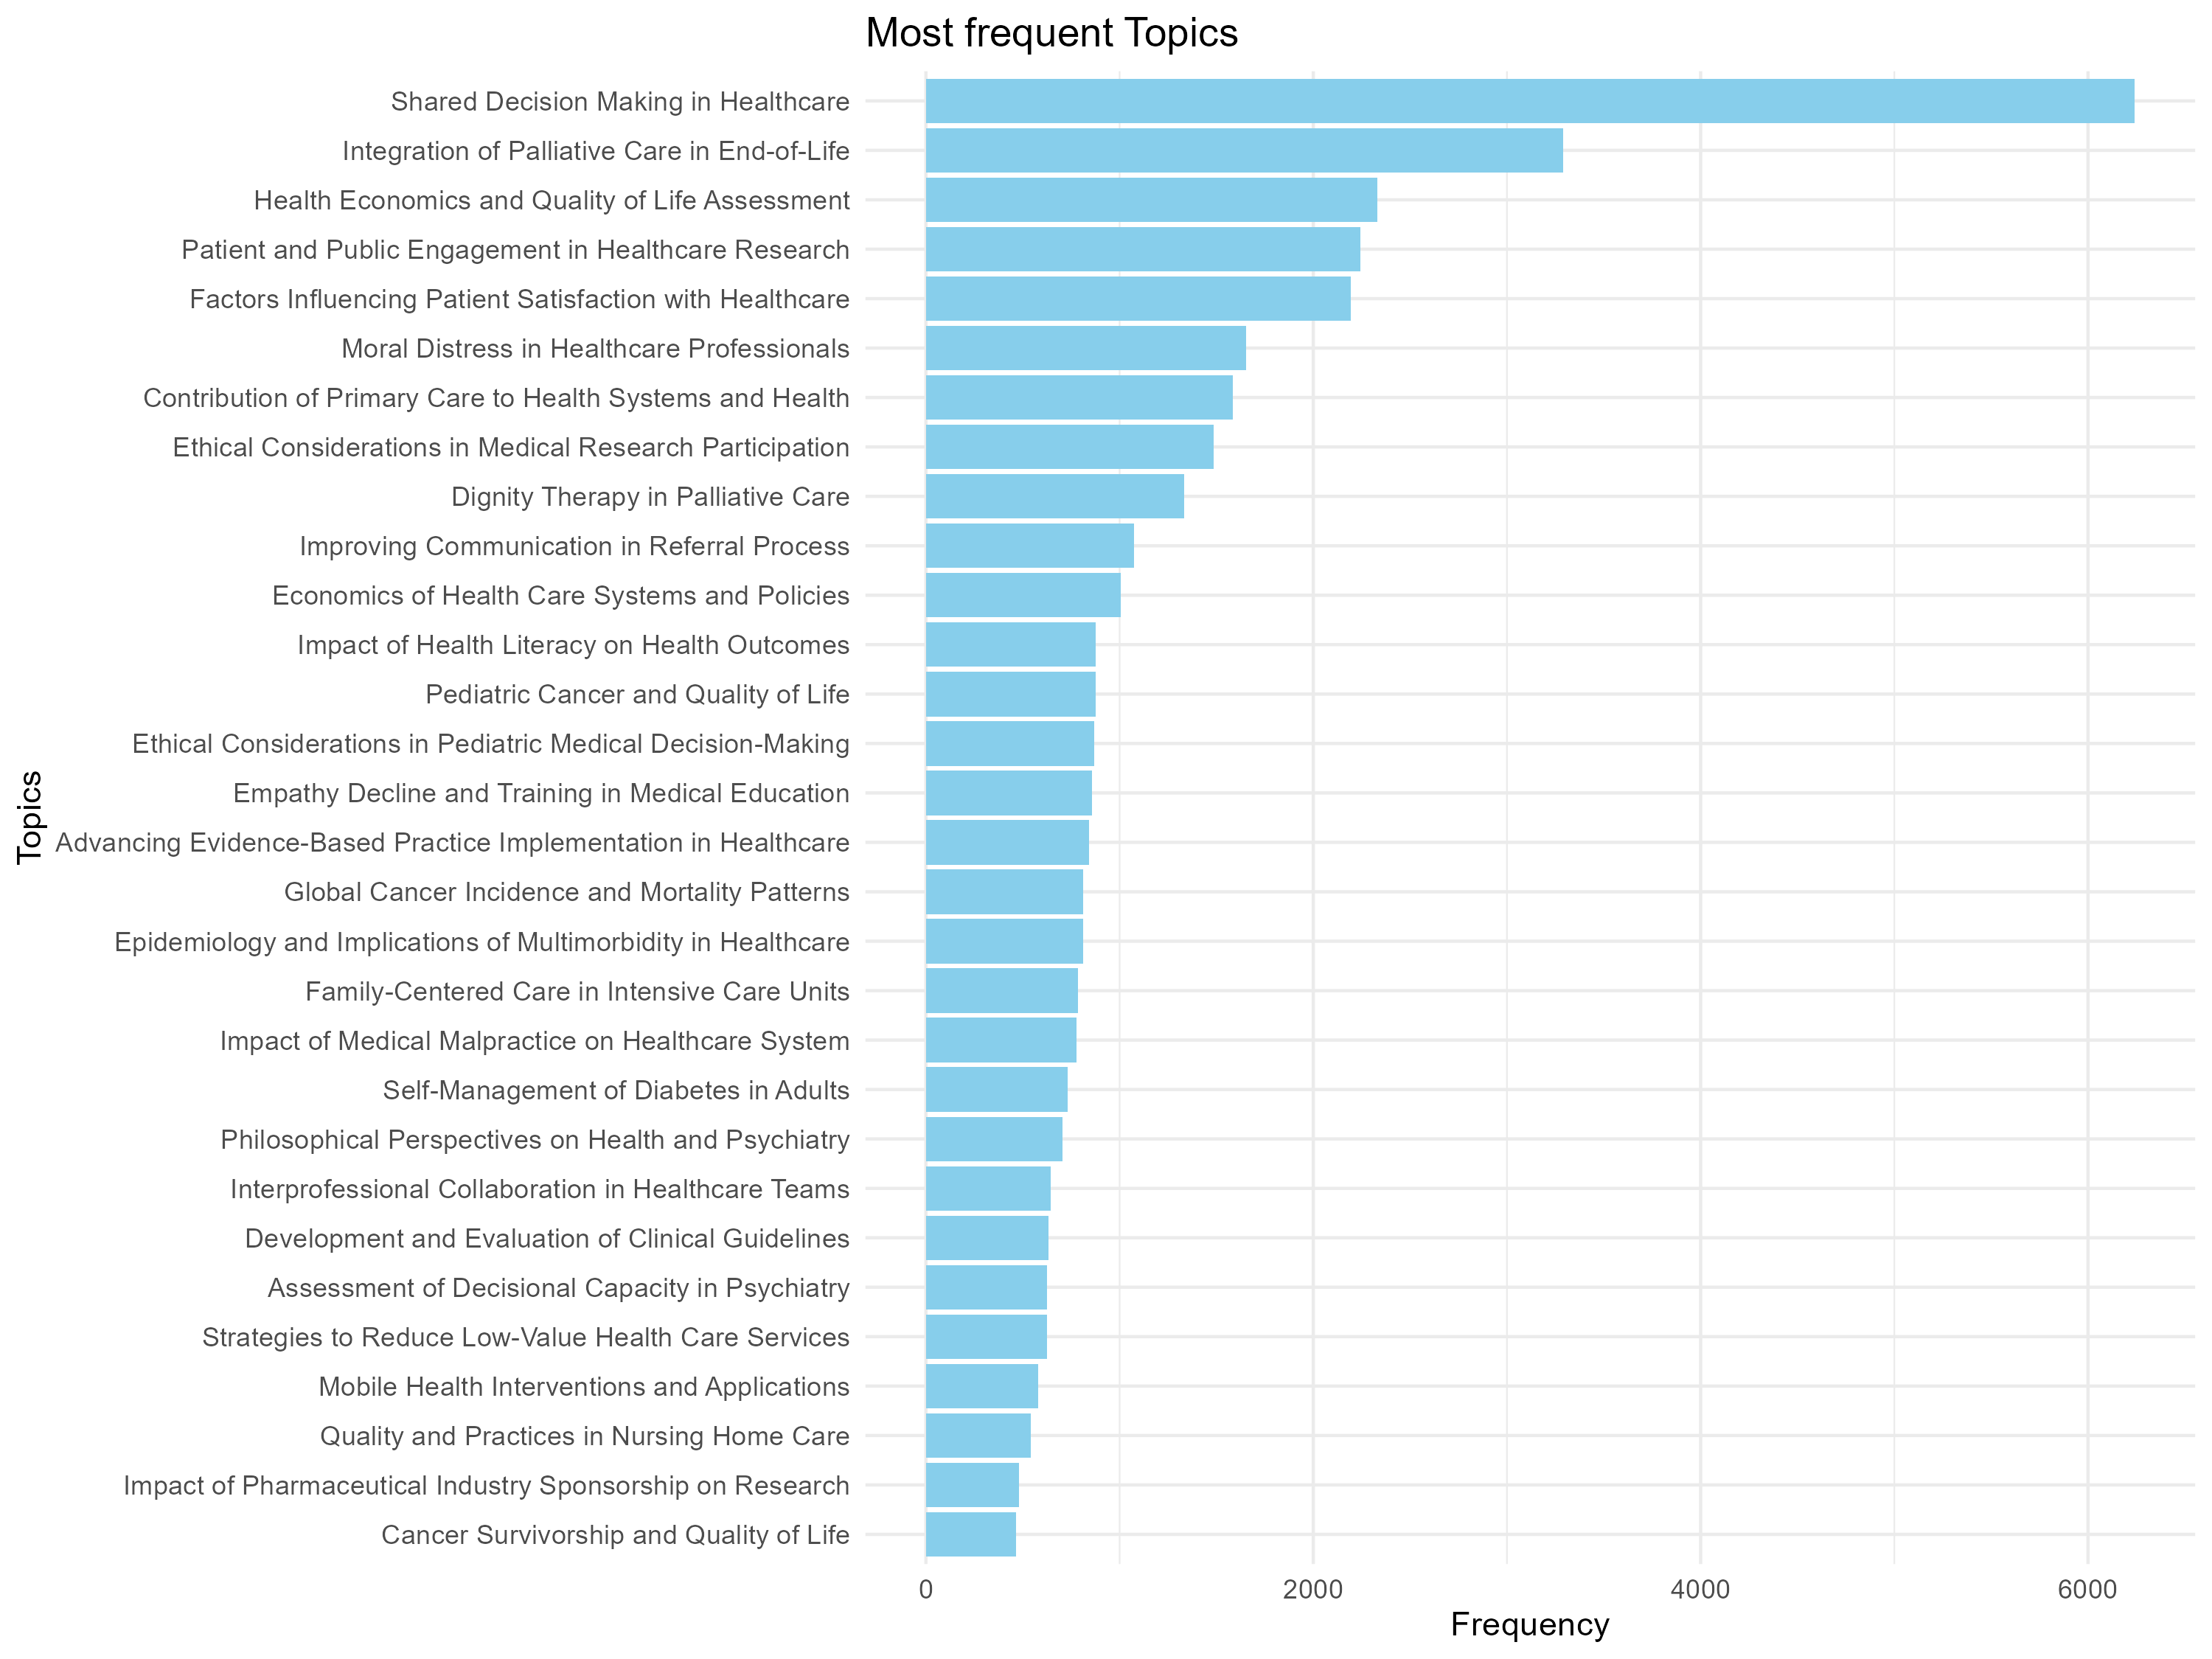 Most frequent Topics
Shared Decision Making in Healthcare
Integration of Palliative Care in End-of-Life
Health Economics and Quality of Life Assessment
Patient and Public Engagement in Healthcare Research
Factors Influencing Patient Satisfaction with Healthcare
Moral Distress in Healthcare Professionals
Contribution of Primary Care to Health Systems and Health
Ethical Considerations in Medical Research Participation
Dignity Therapy in Palliative Care
Improving Communication in Referral Process
Economics of Health Care Systems and Policies
Impact of Health Literacy on Health Outcomes
Pediatric Cancer and Quality of Life
Ethical Considerations in Pediatric Medical Decision-Making
Empathy Decline and Training in Medical Education
Advancing Evidence-Based Practice Implementation in Healthcare
Global Cancer Incidence and Mortality Patterns
Epidemiology and Implications of Multimorbidity in Healthcare
Family-Centered Care in Intensive Care Units
Impact of Medical Malpractice on Healthcare System
Self-Management of Diabetes in Adults
Philosophical Perspectives on Health and Psychiatry
Interprofessional Collaboration in Healthcare Teams
Development and Evaluation of Clinical Guidelines
Assessment of Decisional Capacity in Psychiatry
Strategies to Reduce Low-Value Health Care Services
Mobile Health Interventions and Applications
Quality and Practices in Nursing Home Care
Impact of Pharmaceutical Industry Sponsorship on Research
Cancer Survivorship and Quality of Life
Topics
0 2000 4000 6000
Frequency